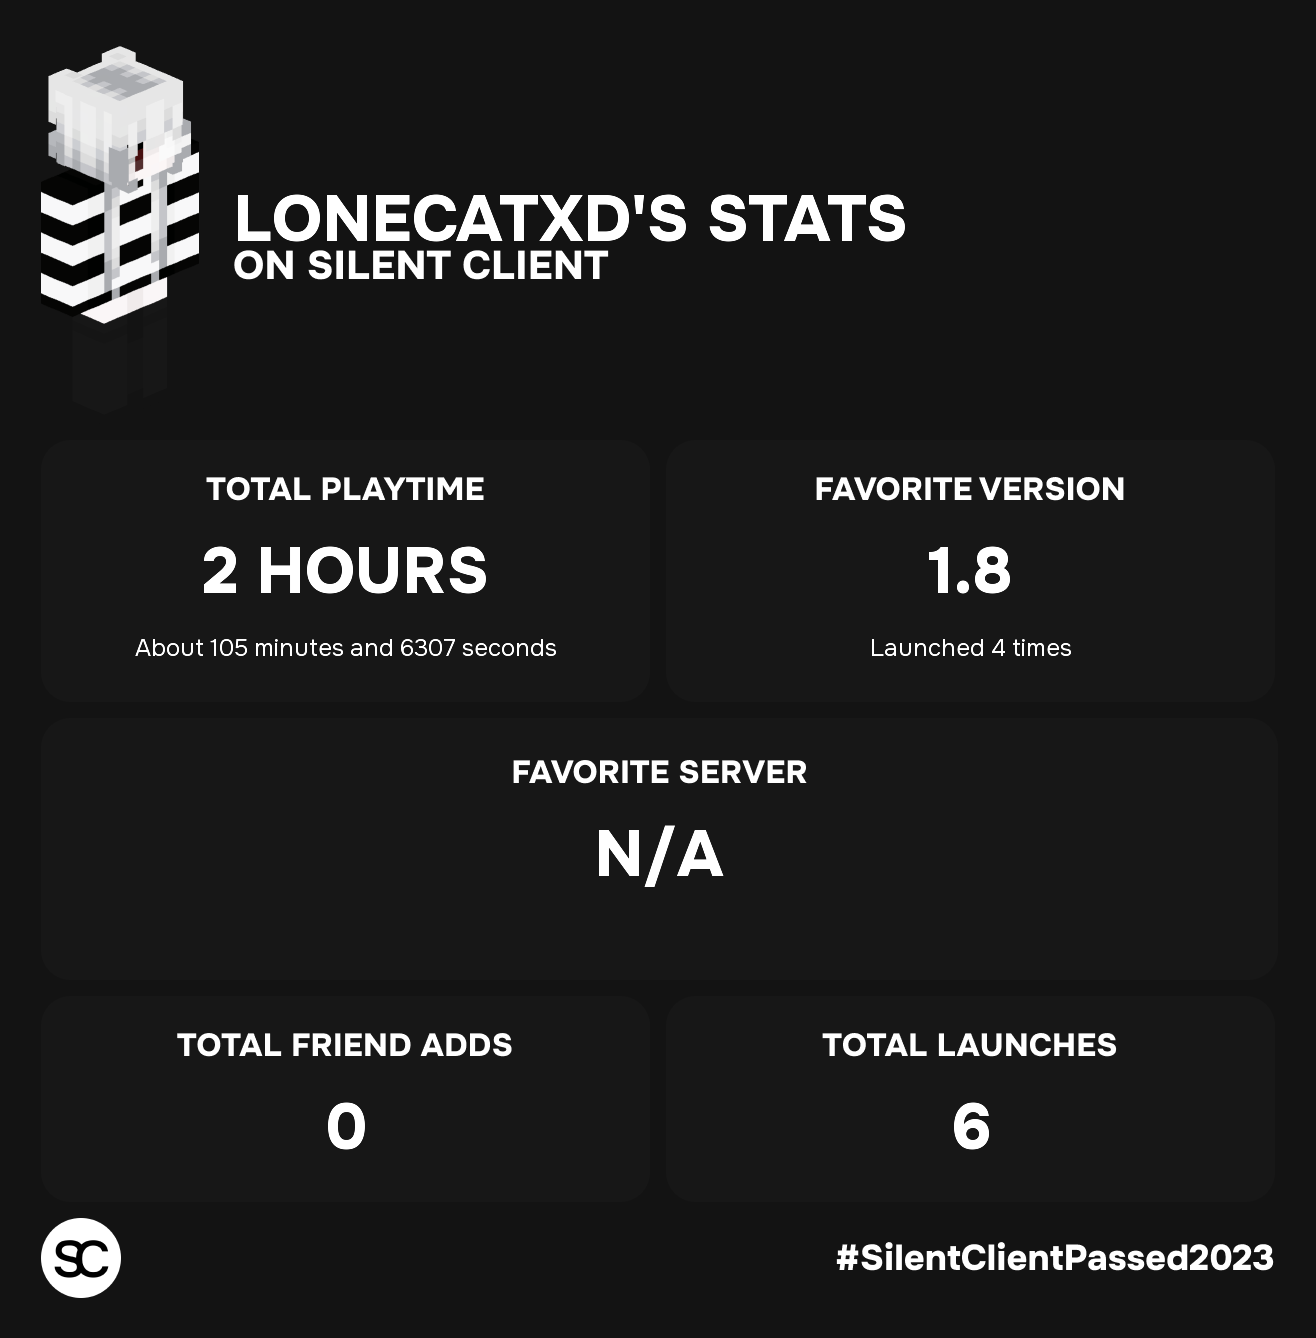 LONECATXD'S STATS
ON SILENT CLIENT
TOTAL PLAYTIME
2 HOURS
About 105 minutes and 6307 seconds
FAVORITE VERSION
1.8
Launched 4 times
FAVORITE SERVER
N/A
TOTAL FRIEND ADDS
0
TOTAL LAUNCHES
6
SC
#SilentClientPassed2023